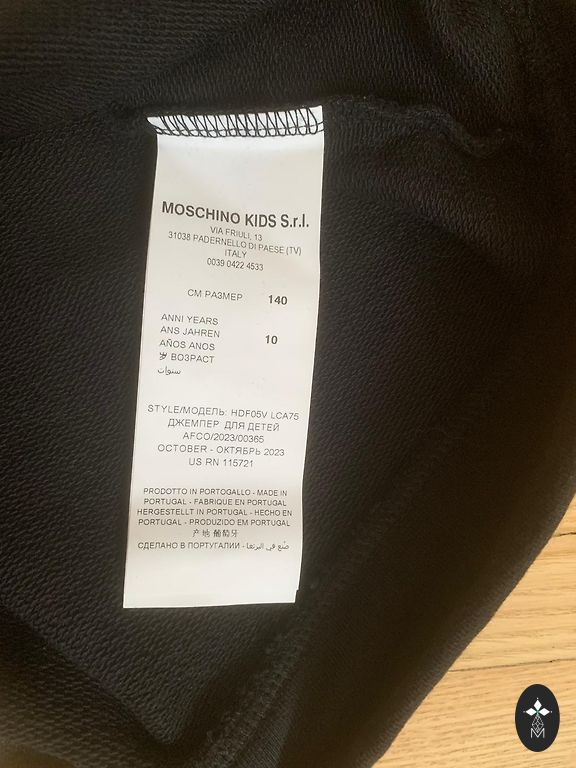 MOSCHINO KIDS S.r.l.
VIA FRIULI, 13
31038 PADERNELLO DI PAESE (TV)
ITALY
0039 0422 4533
СМ РАЗМЕР 140
ANNI YEARS
ANS JAHREN
AÑOS ANOS 10
岁 ВОЗРАСТ
سنوات
STYLE/МОДЕЛЬ: HDF05V LCA75
ДЖЕМПЕР ДЛЯ ДЕТЕЙ
AFCO/2023/00365
OCTOBER - ОКТЯБРЬ 2023
US RN 115721
PRODOTTO IN PORTOGALLO - MADE IN
PORTUGAL - FABRIQUE EN PORTUGAL
HERGESTELLT IN PORTUGAL - HECHO EN
PORTUGAL - PRODUZIDO EM PORTUGAL
产地 葡萄牙
СДЕЛАНО В ПОРТУГАЛИИ - صنع في البرتغا
M